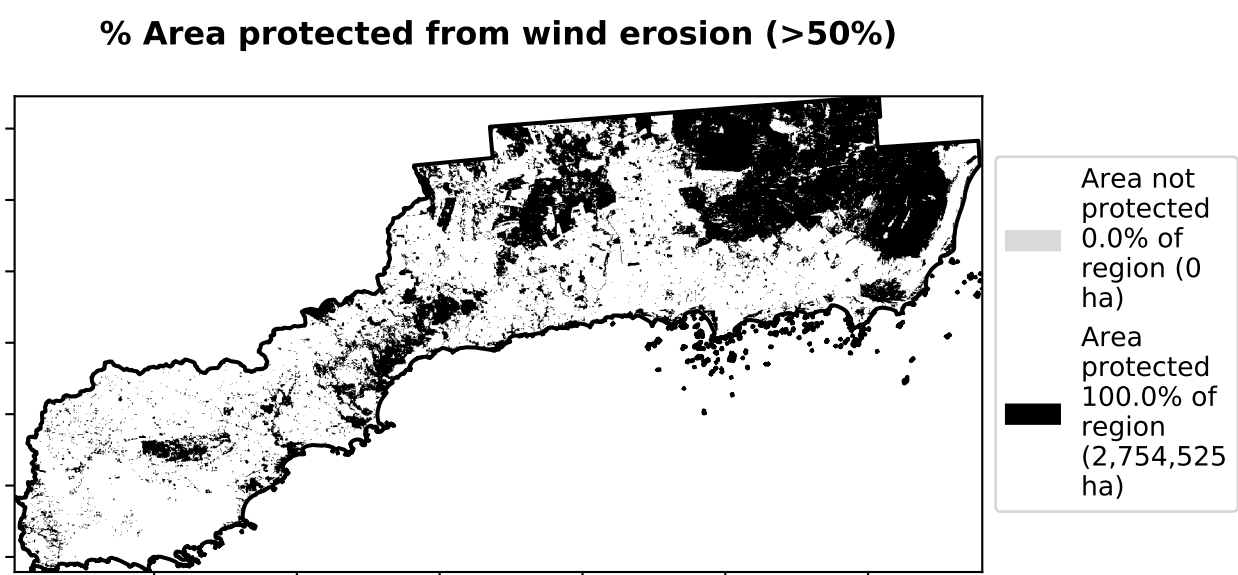 % Area protected from wind erosion (>50%)
Area not
protected
0.0% of
region (0
ha)
Area
protected
100.0% of
region
(2,754,525
ha)